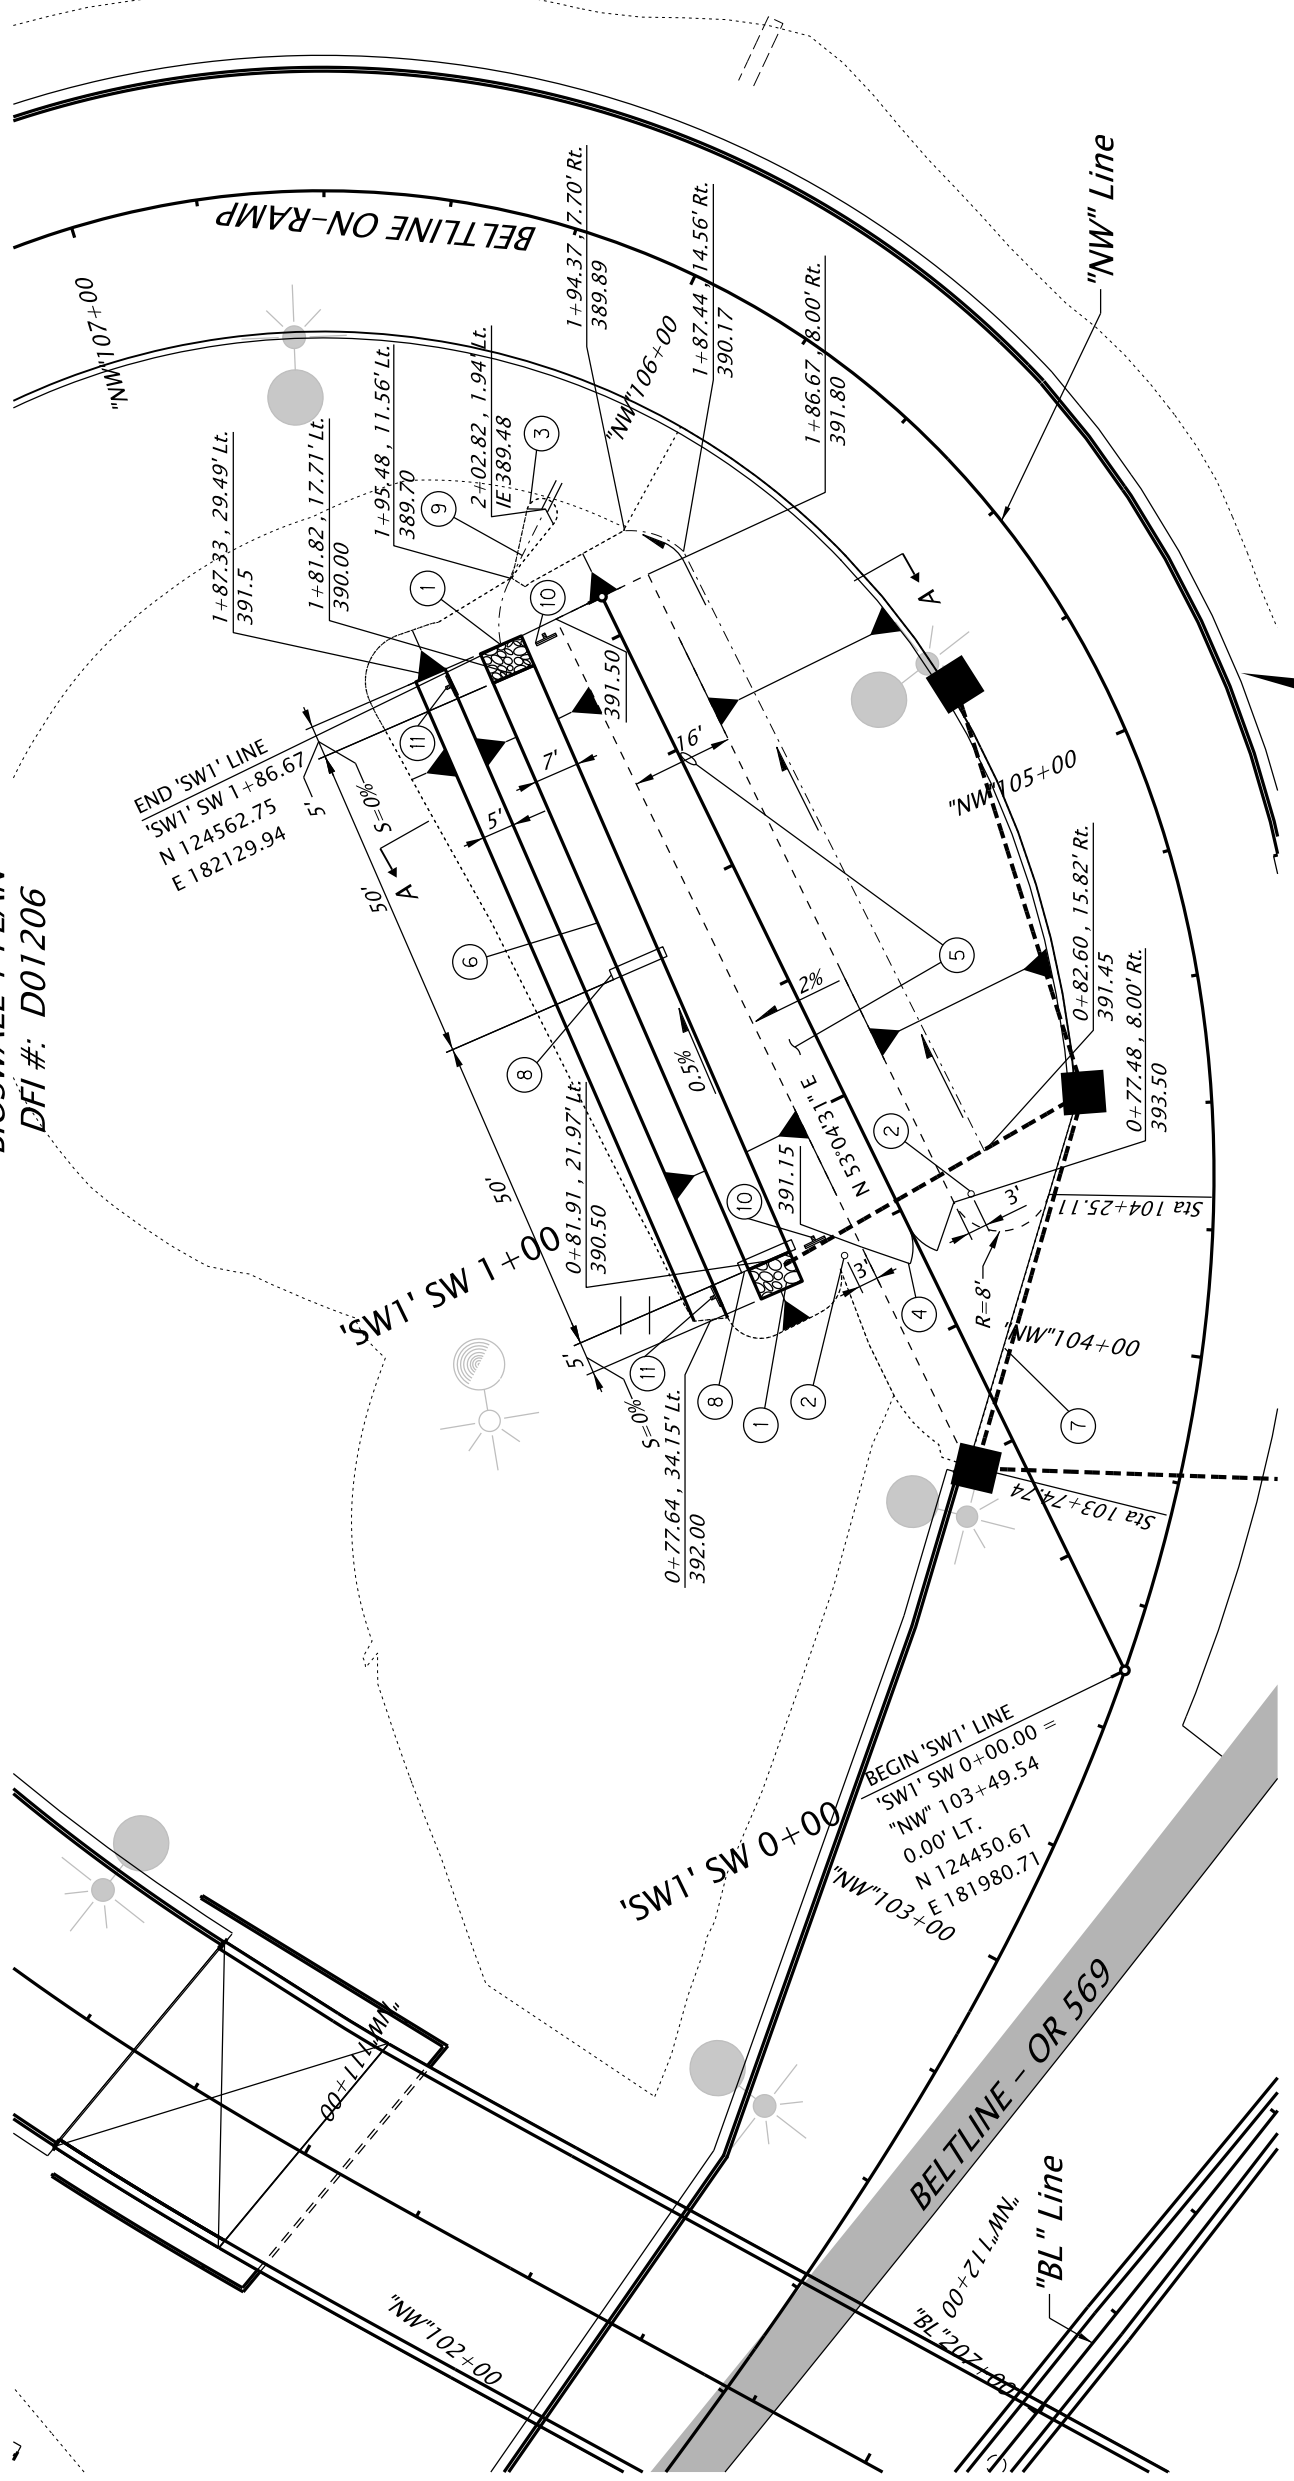 DFI #: D01206
BELTLINE ON-RAMP
"NW" Line
"NW"107+00
"NW"106+00
"NW"105+00
"NW"104+00
"NW"103+00
"NW"102+00
"NW"111+00
"NW"112+00
"BL"207+00
"BL" Line
BELTLINE - OR 569
1+94.37 , 7.70' Rt.
389.89
1+87.44 , 14.56' Rt.
390.17
1+86.67 , 8.00' Rt.
391.80
2+02.82 , 1.94' Lt.
IE 389.48
1+95.48 , 11.56' Lt.
389.70
1+81.82 , 17.71' Lt.
390.00
1+87.33 , 29.49' Lt.
391.5
3
9
1
10
391.50
11
END 'SW1' LINE
'SW1' SW 1+86.67
N 124562.75
E 182129.94
5'
S=0%
A
50'
7'
5'
16'
A
6
5
8
2%
0.5%
N 53°04'31" E
0+82.60 , 15.82' Rt.
391.45
0+77.48 , 8.00' Rt.
393.50
2
3'
Sta 104+25.11
R=8'
50'
'SW1' SW 1+00
0+81.91 , 21.97' Lt.
390.50
10
391.15
3'
4
5'
S=0%
11
8
1
2
7
0+77.64 , 34.15' Lt.
392.00
Sta 103+74.74
'SW1' SW 0+00
BEGIN 'SW1' LINE
'SW1' SW 0+00.00 =
"NW" 103+49.54
0.00' LT.
N 124450.61
E 181980.71